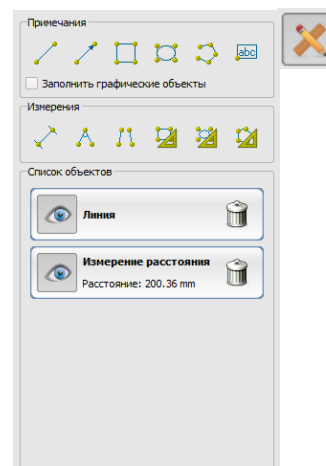 Примечания
abc
Заполнить графические объекты
Измерения
Список объектов
Линия
Измерение расстояния
Расстояние: 200.36 mm